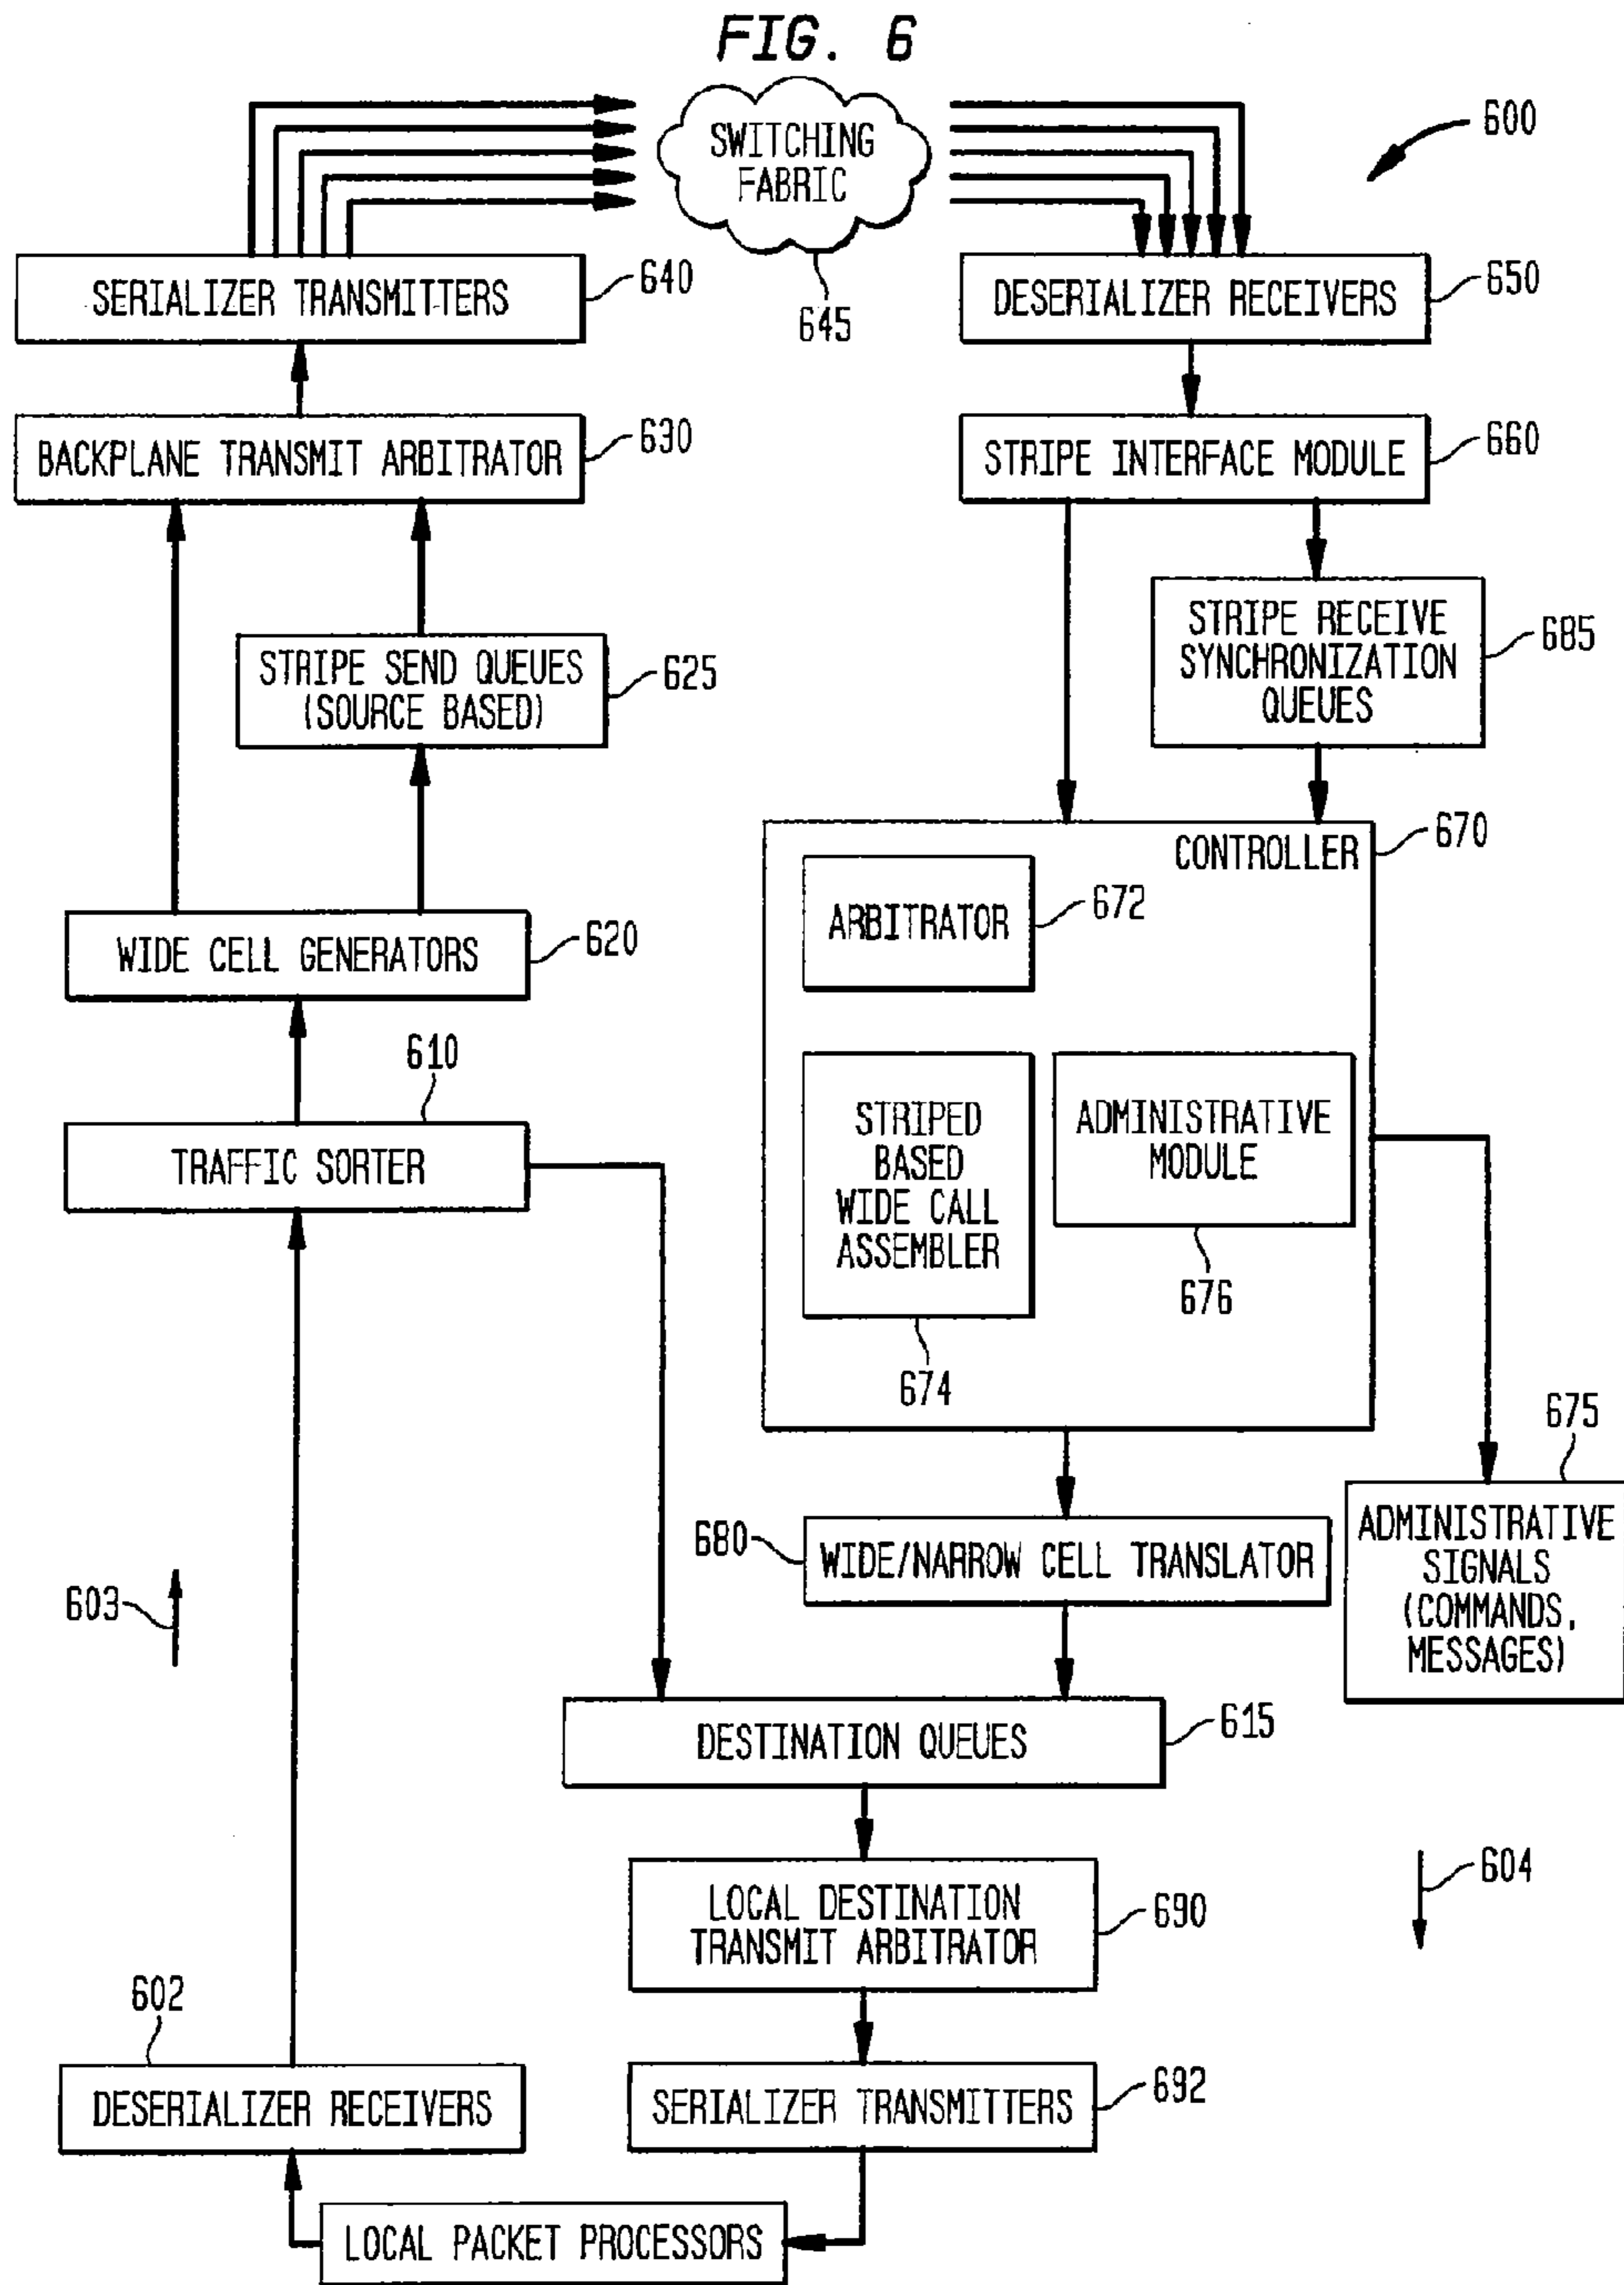 FIG. 6
SWITCHING
FABRIC
645
600
SERIALIZER TRANSMITTERS
640
DESERIALIZER RECEIVERS
650
BACKPLANE TRANSMIT ARBITRATOR
630
STRIPE INTERFACE MODULE
660
STRIPE SEND QUEUES
(SOURCE BASED)
625
STRIPE RECEIVE
SYNCHRONIZATION
QUEUES
685
CONTROLLER
670
ARBITRATOR
672
WIDE CELL GENERATORS
620
610
TRAFFIC SORTER
STRIPED
BASED
WIDE CALL
ASSEMBLER
674
ADMINISTRATIVE
MODULE
676
675
ADMINISTRATIVE
SIGNALS
(COMMANDS,
MESSAGES)
680
WIDE/NARROW CELL TRANSLATOR
603
DESTINATION QUEUES
615
LOCAL DESTINATION
TRANSMIT ARBITRATOR
690
604
602
DESERIALIZER RECEIVERS
SERIALIZER TRANSMITTERS
692
LOCAL PACKET PROCESSORS